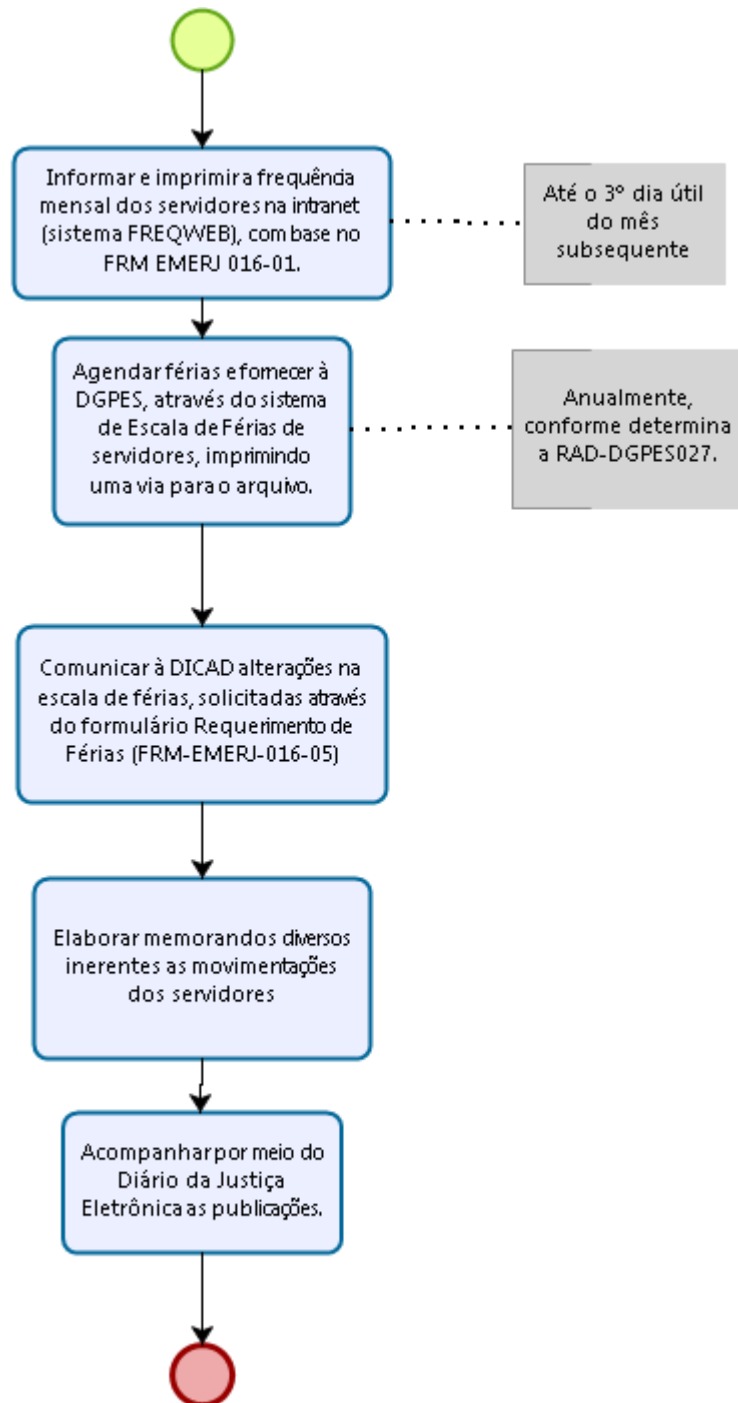 Informar e imprimir a frequência
mensal dos servidores na intranet
(sistema FREQWEB), com base no
FRM EMERJ 016-01.
Até o 3º dia útil
do mês
subsequente
Agendar férias e fornecer à
DGPES, através do sistema
de Escala de Férias de
servidores, imprimindo
uma via para o arquivo.
Anualmente,
conforme determina
a RAD-DGPES027.
Comunicar à DICAD alterações na
escala de férias, solicitadas através
do formulário Requerimento de
Férias (FRM-EMERJ-016-05)
Elaborar memorandos diversos
inerentes as movimentações
dos servidores
Acompanhar por meio do
Diário da Justiça
Eletrônica as publicações.